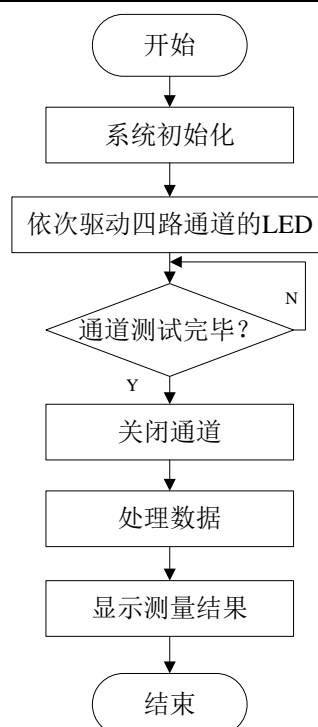 开始
系统初始化
依次驱动四路通道的LED
N
通道测试完毕？
Y
关闭通道
处理数据
显示测量结果
结束